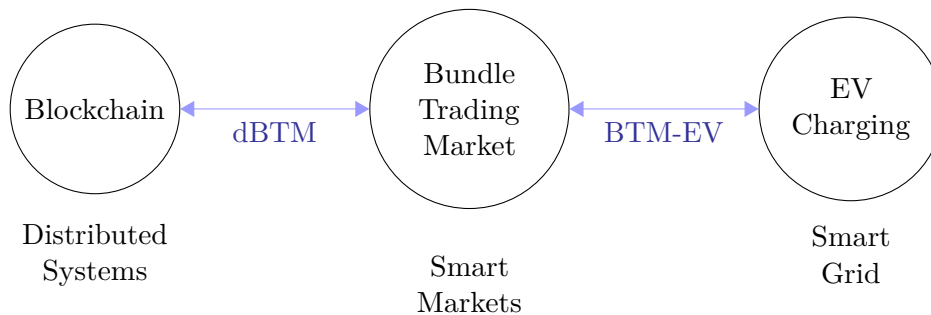 Blockchain
dBTM
Bundle
Trading
Market
BTM-EV
EV
Charging
Distributed
Systems
Smart
Markets
Smart
Grid